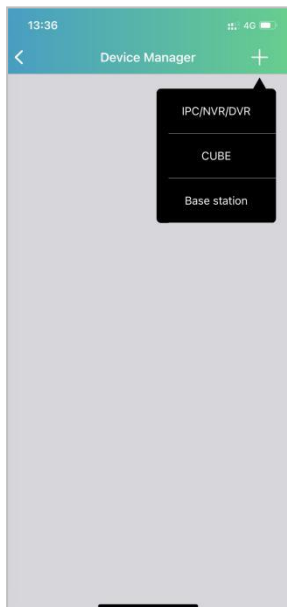 13:36
4G
Device Manager
IPC/NVR/DVR
CUBE
Base station